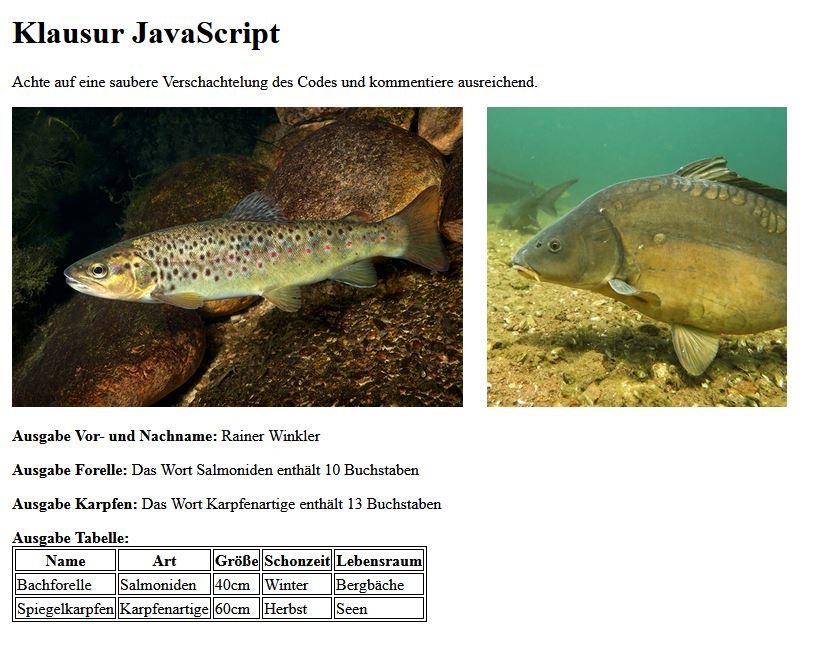 Klausur JavaScript
Achte auf eine saubere Verschachtelung des Codes und kommentiere ausreichend.
Ausgabe Vor- und Nachname: Rainer Winkler
Ausgabe Forelle: Das Wort Salmoniden enthält 10 Buchstaben
Ausgabe Karpfen: Das Wort Karpfenartige enthält 13 Buchstaben
Ausgabe Tabelle:
Name Art Größe Schonzeit Lebensraum
Bachforelle Salmoniden 40cm Winter Bergbäche
Spiegelkarpfen Karpfenartige 60cm Herbst Seen